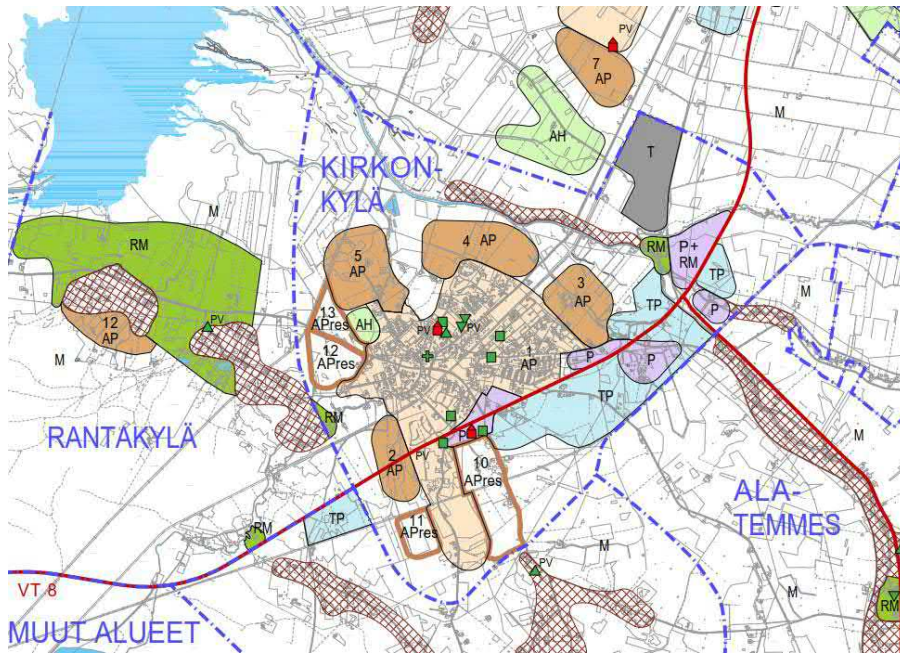 PV
7
AP
M
AH
T
KIRKON-
KYLÄ
M
RM
5
AP
4 AP
RM
P +
RM
TP
TP
P
M
3
AP
13
APres
AH
PV
PV
12
APres
12
AP
PV
1
AP
P
P
TP
M
RANTAKYLÄ
RM
2
AP
PV
P
10
APres
M
ALA-
TEMMES
11
APres
TP
RM
M
PV
M
VT 8
RM
MUUT ALUEET